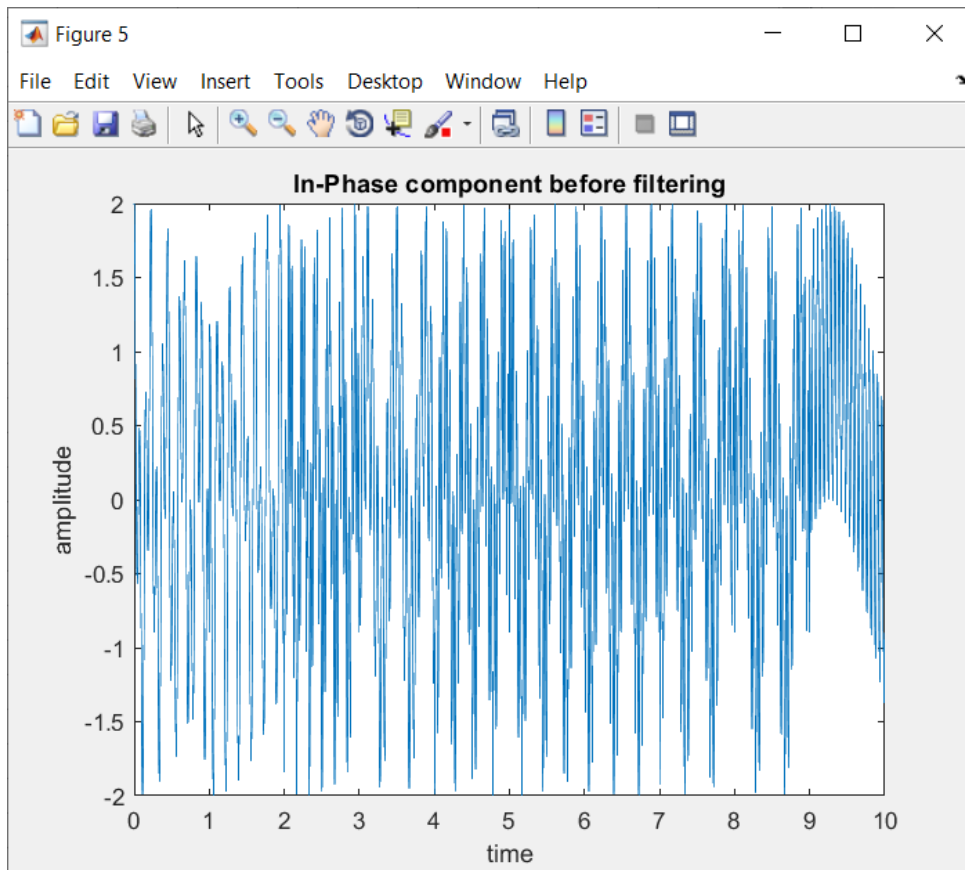 Figure 5
File Edit View Insert Tools Desktop Window Help
In-Phase component before filtering
2
1.5
1
0.5
0
-0.5
-1
-1.5
-2
amplitude
0 1 2 3 4 5 6 7 8 9 10
time